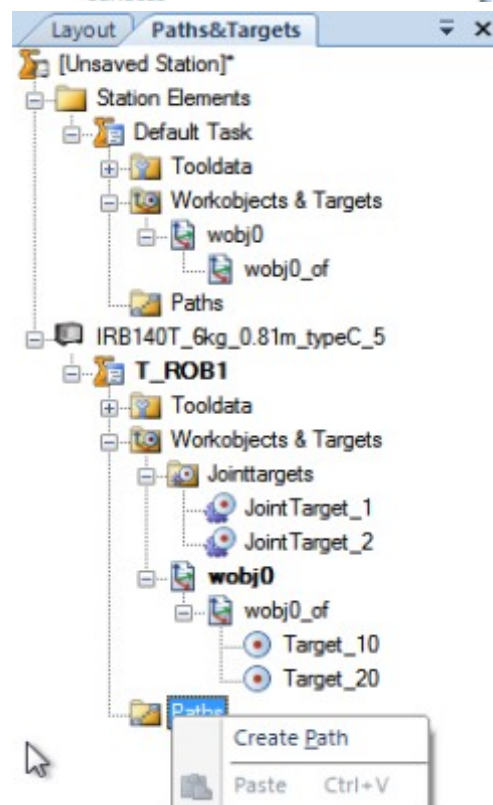 Layout Paths&Targets
[Unsaved Station]*
Station Elements
Default Task
Tooldata
Workobjects & Targets
wobj0
wobj0_of
Paths
IRB140T_6kg_0.81m_typeC_5
T_ROB1
Tooldata
Workobjects & Targets
Jointtargets
JointTarget_1
JointTarget_2
wobj0
wobj0_of
Target_10
Target_20
Paths
Create Path
Paste Ctrl+V